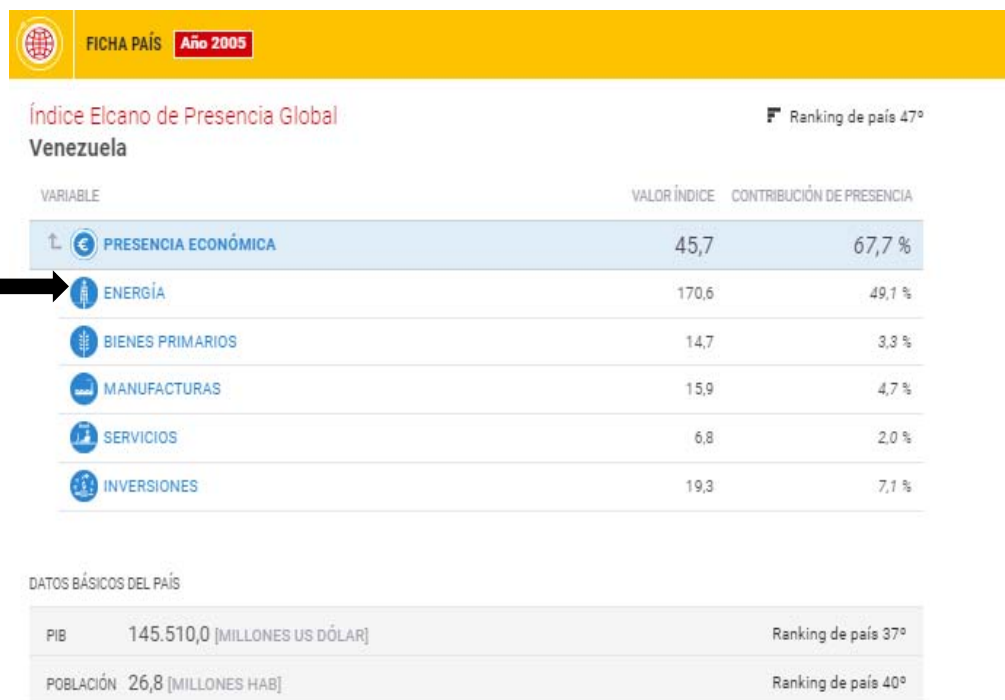 FICHA PAÍS Año 2005
Índice Elcano de Presencia Global
Ranking de país 47º
Venezuela
VARIABLE VALOR ÍNDICE CONTRIBUCIÓN DE PRESENCIA
PRESENCIA ECONÓMICA 45,7 67,7 %
ENERGÍA 170,6 49,1 %
BIENES PRIMARIOS 14,7 3,3 %
MANUFACTURAS 15,9 4,7 %
SERVICIOS 6,8 2,0 %
INVERSIONES 19,3 7,1 %
DATOS BÁSICOS DEL PAÍS
PIB 145.510,0 [MILLONES US DÓLAR] Ranking de país 37º
POBLACIÓN 26,8 [MILLONES HAB] Ranking de país 40º